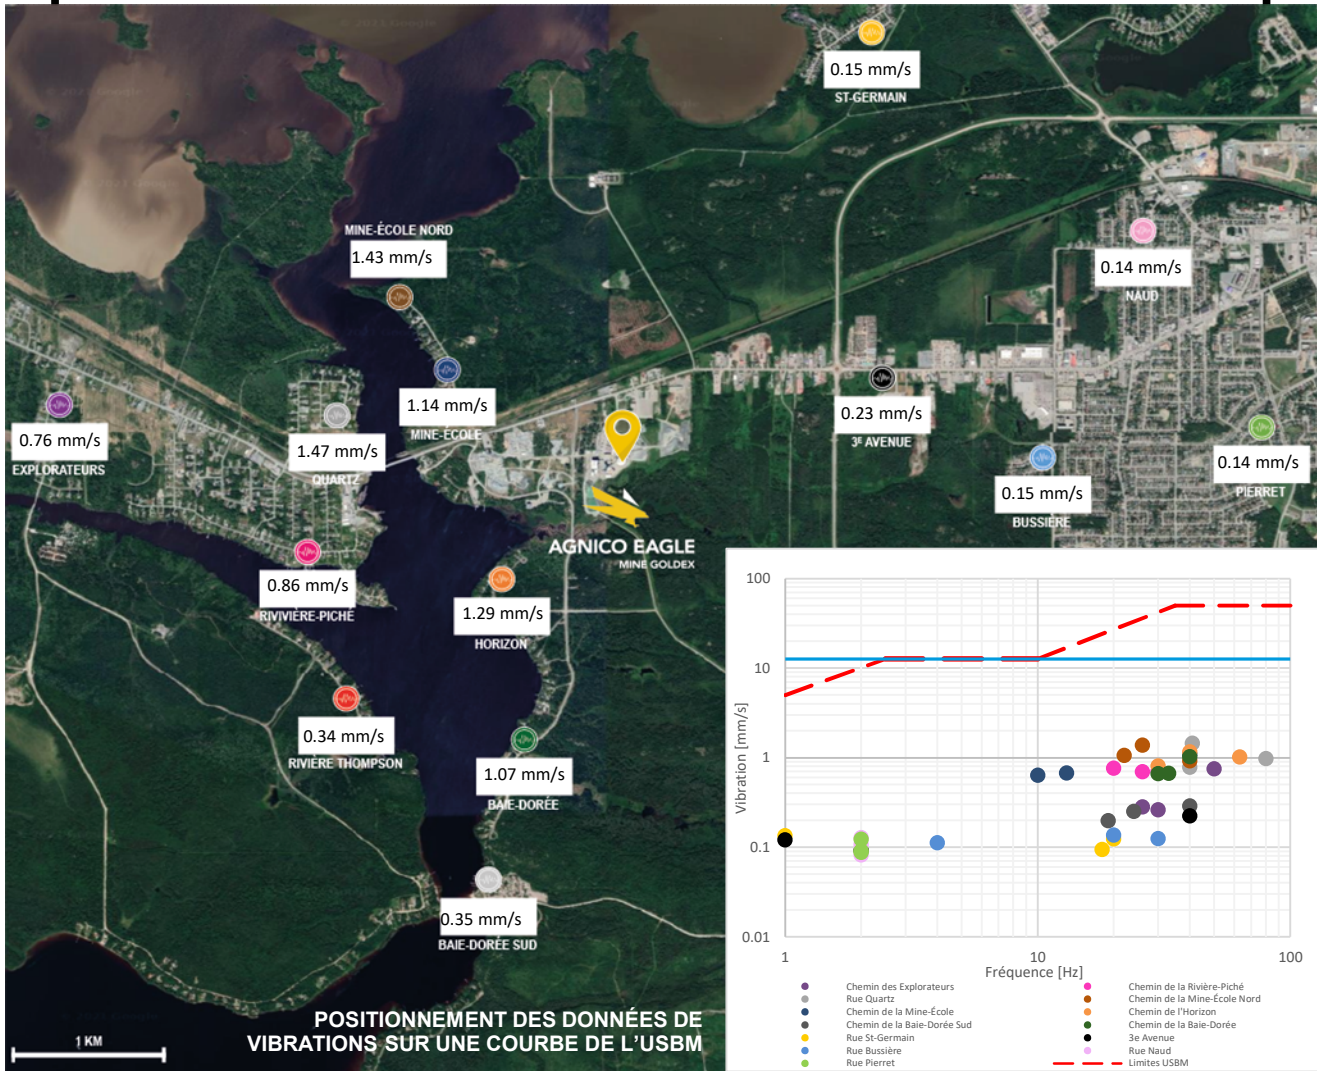 0.15 mm/s
ST-GERMAIN
MINE-ÉCOLE NORD
1.43 mm/s
0.14 mm/s
NAUD
1.14 mm/s
MINE-ÉCOLE
0.76 mm/s
EXPLORATEURS
1.47 mm/s
QUARTZ
0.23 mm/s
3E AVENUE
0.14 mm/s
PIERRET
0.15 mm/s
BUSSIÈRE
AGNICO EAGLE
MINE GOLDEX
0.86 mm/s
RIVIVIÈRE-PICHÉ
1.29 mm/s
HORIZON
0.34 mm/s
RIVIÈRE THOMPSON
1.07 mm/s
BAIE-DORÉE
0.35 mm/s
BAIE-DORÉE SUD
POSITIONNEMENT DES DONNÉES DE
VIBRATIONS SUR UNE COURBE DE L'USBM
1 KM
100
10
1
0.1
0.01
Vibration [mm/s]
1
10
100
Fréquence [Hz]
Chemin des Explorateurs
Chemin de la Rivière-Piché
Rue Quartz
Chemin de la Mine-École Nord
Chemin de la Mine-École
Chemin de l'Horizon
Chemin de la Baie-Dorée Sud
Chemin de la Baie-Dorée
Rue St-Germain
3e Avenue
Rue Bussière
Rue Naud
Rue Pierret
Limites USBM